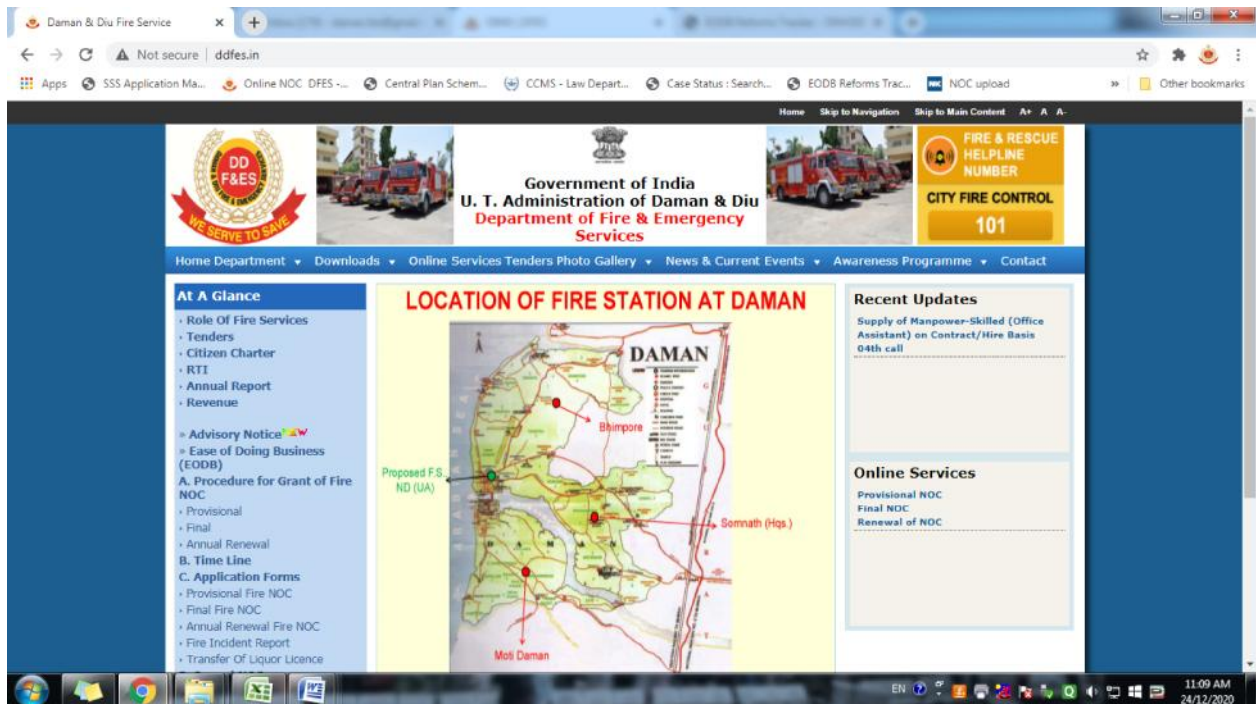 Daman & Diu Fire Service
Not secure ddfes.in
Apps
SSS Application Ma...
Online NOC DFES -...
Central Plan Schem...
CCMS - Law Depart...
Case Status : Search...
EODB Reforms Trac...
NOC upload
Other bookmarks
Home Skip to Navigation Skip to Main Content A+ A A-
DD
F&ES
WE SERVE TO SAVE
Government of India
U. T. Administration of Daman & Diu
Department of Fire & Emergency
Services
FIRE & RESCUE
HELPLINE
NUMBER
CITY FIRE CONTROL
101
Home Department Downloads Online Services Tenders Photo Gallery News & Current Events Awareness Programme Contact
At A Glance
Role Of Fire Services
Tenders
Citizen Charter
RTI
Annual Report
Revenue
» Advisory Notice
» Ease of Doing Business
(EODB)
A. Procedure for Grant of Fire
NOC
Provisional
Final
Annual Renewal
B. Time Line
C. Application Forms
Provisional Fire NOC
Final Fire NOC
Annual Renewal Fire NOC
Fire Incident Report
Transfer Of Liquor Licence
LOCATION OF FIRE STATION AT DAMAN
DAMAN
Bhimpore
Proposed F.S.
ND (UA)
Somnath (Hqs.)
Moti Daman
Recent Updates
Supply of Manpower-Skilled (Office
Assistant) on Contract/Hire Basis
04th call
Online Services
Provisional NOC
Final NOC
Renewal of NOC
EN
11:09 AM
24/12/2020